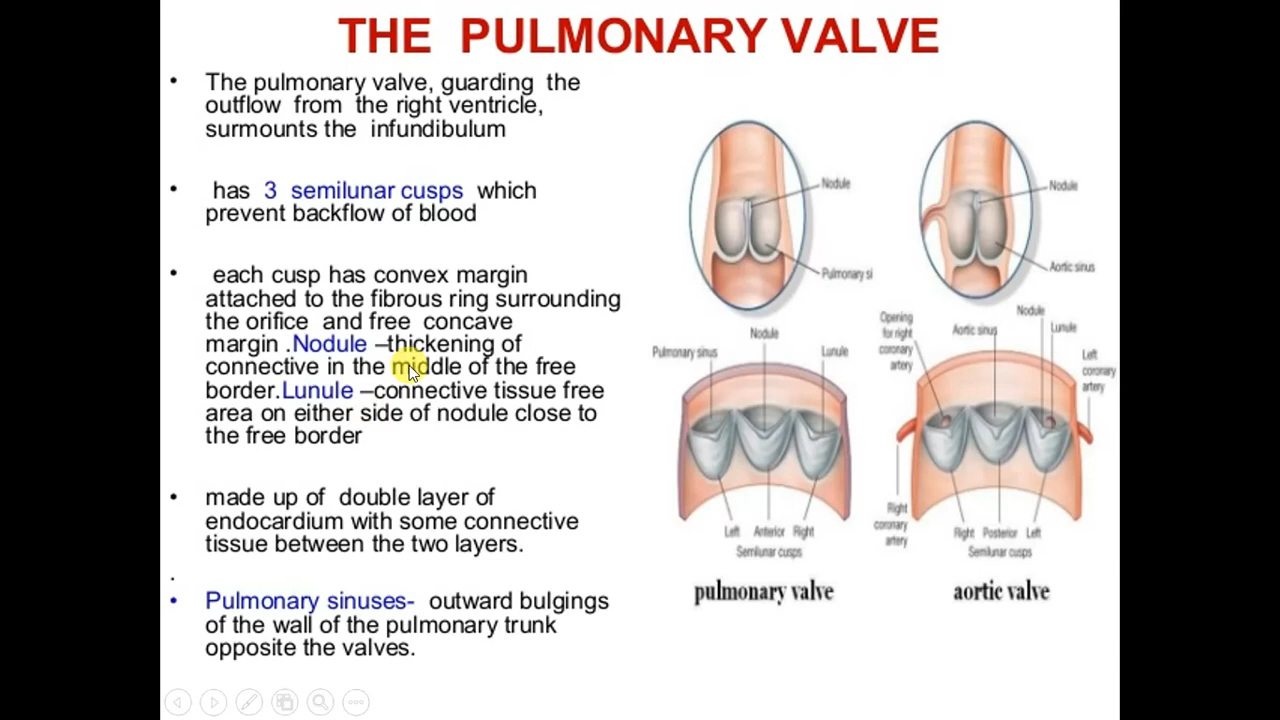 THE PULMONARY VALVE
• The pulmonary valve, guarding the
outflow from the right ventricle,
surmounts the infundibulum
• has 3 semilunar cusps which
prevent backflow of blood
• each cusp has convex margin
attached to the fibrous ring surrounding
the orifice and free concave
margin .Nodule –thickening of
connective in the middle of the free
border.Lunule –connective tissue free
area on either side of nodule close to
the free border
• made up of double layer of
endocardium with some connective
tissue between the two layers.
.
• Pulmonary sinuses- outward bulgings
of the wall of the pulmonary trunk
opposite the valves.
Nodule
Pulmonary si
Nodule
Aortic sinus
Pulmonary sinus
Nodule
Lunule
Left Anterior Right
Semilunar cusps
pulmonary valve
Opening
for right
coronary
artery
Aortic sinus
Nodule
Lunule
Left
coronary
artery
Right
coronary
artery
Right Posterior Left
Semilunar cusps
aortic valve